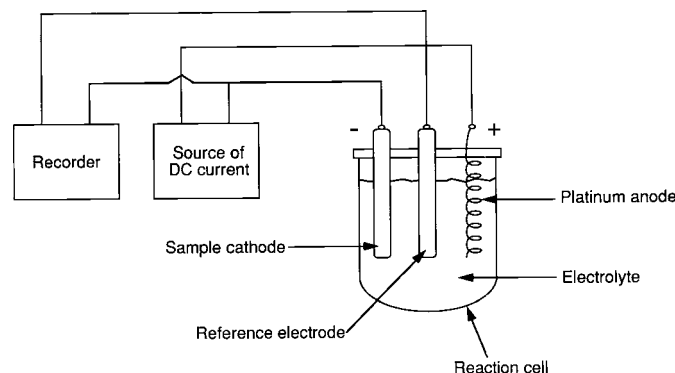 - +
Recorder
Source of
DC current
Platinum anode
Sample cathode
Electrolyte
Reference electrode
Reaction cell